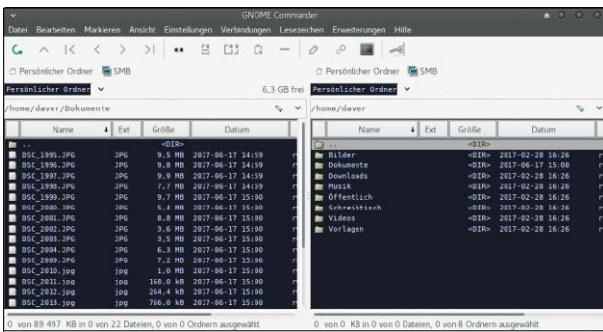 GNOME Commander
Datei Bearbeiten Markieren Ansicht Einstellungen Verbindungen Lesezeichen Erweiterungen Hilfe
Persönlicher Ordner SMB
Persönlicher Ordner 6,3 GB frei
/home/daver/Dokumente
Name Ext Größe Datum
.. <DIR>
DSC_1995.JPG JPG 9,5 MB 2017-06-17 14:59
DSC_1996.JPG JPG 9,8 MB 2017-06-17 14:59
DSC_1997.JPG JPG 9,9 MB 2017-06-17 14:59
DSC_1998.JPG JPG 7,7 MB 2017-06-17 14:59
DSC_1999.JPG JPG 9,7 MB 2017-06-17 15:00
DSC_2000.JPG JPG 5,4 MB 2017-06-17 15:00
DSC_2001.JPG JPG 8,8 MB 2017-06-17 15:00
DSC_2002.JPG JPG 3,6 MB 2017-06-17 15:00
DSC_2003.JPG JPG 3,5 MB 2017-06-17 15:00
DSC_2004.JPG JPG 6,3 MB 2017-06-17 15:00
DSC_2009.JPG JPG 7,2 MB 2017-06-17 15:00
DSC_2010.jpg jpg 1,0 MB 2017-06-17 15:00
DSC_2011.jpg jpg 168,0 kB 2017-06-17 15:00
DSC_2012.jpg jpg 264,4 kB 2017-06-17 15:00
DSC_2013.jpg jpg 766,0 kB 2017-06-17 15:00
0 von 89 497 KB in 0 von 22 Dateien, 0 von 0 Ordnern ausgewählt
Persönlicher Ordner SMB
Persönlicher Ordner
/home/daver
Name Ext Größe Datum
.. <DIR>
Bilder <DIR> 2017-02-28 16:26
Dokumente <DIR> 2017-06-17 15:00
Downloads <DIR> 2017-02-28 16:26
Musik <DIR> 2017-02-28 16:26
Öffentlich <DIR> 2017-02-28 16:26
Schreibtisch <DIR> 2017-02-28 16:26
Videos <DIR> 2017-02-28 16:26
Vorlagen <DIR> 2017-02-28 16:26
0 von 0 KB in 0 von 0 Dateien, 0 von 8 Ordnern ausgewählt